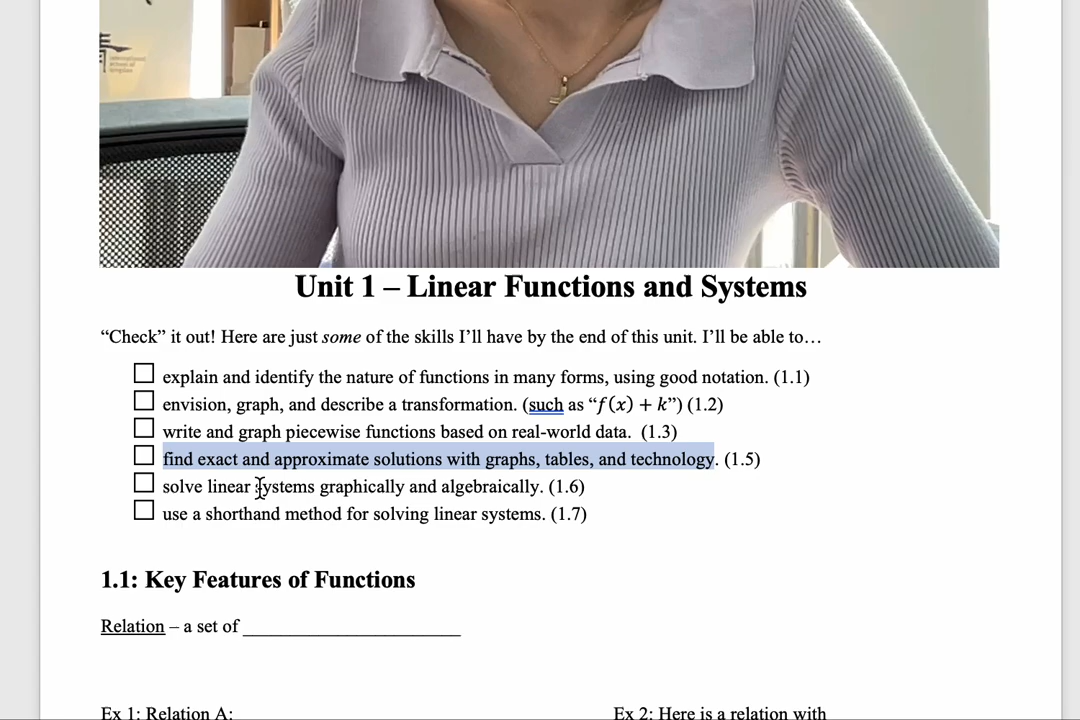 Unit 1 – Linear Functions and Systems
“Check” it out! Here are just some of the skills I’ll have by the end of this unit. I’ll be able to…
explain and identify the nature of functions in many forms, using good notation. (1.1)
envision, graph, and describe a transformation. (such as “f(x) + k”) (1.2)
write and graph piecewise functions based on real-world data. (1.3)
find exact and approximate solutions with graphs, tables, and technology. (1.5)
solve linear systems graphically and algebraically. (1.6)
use a shorthand method for solving linear systems. (1.7)
1.1: Key Features of Functions
Relation – a set of ______________________
Ex 1: Relation A:
Ex 2: Here is a relation with